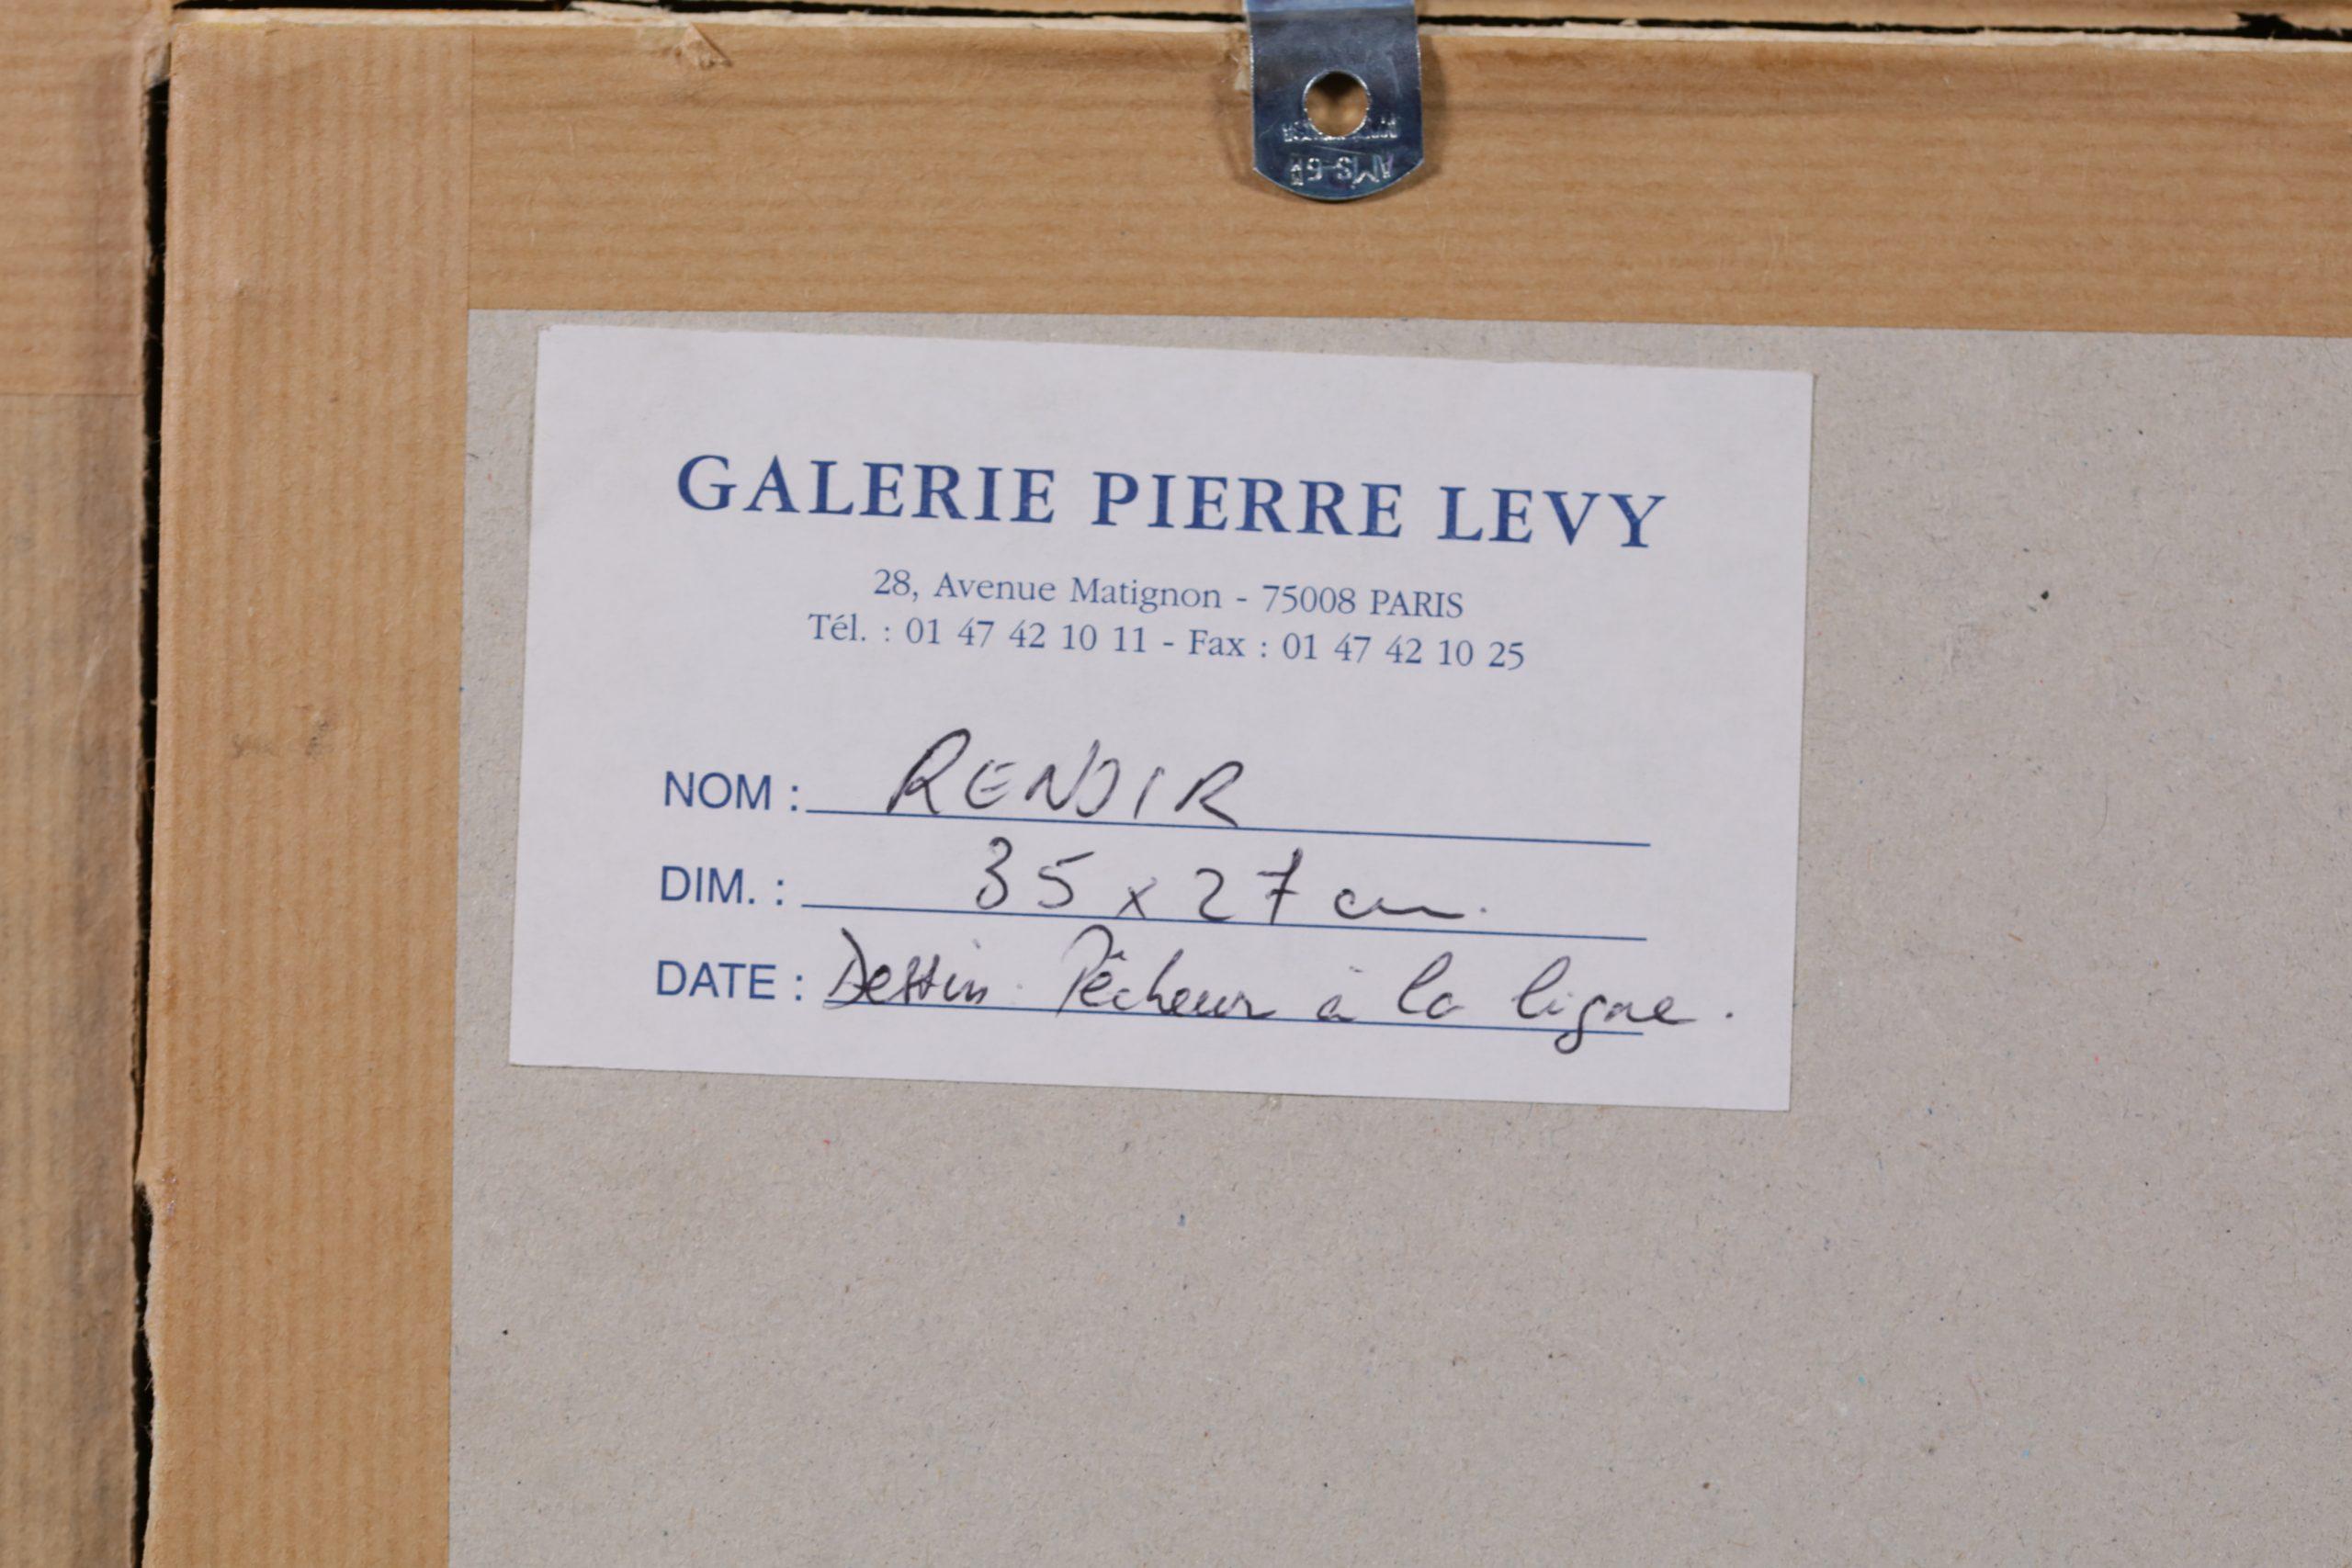 GALERIE PIERRE LEVY
28, Avenue Matignon - 75008 PARIS
Tél. : 01 47 42 10 11 - Fax : 01 47 42 10 25
NOM : RENOIR
DIM. : 35 x 27 cm.
DATE : Dessin Pêcheur à la ligne.